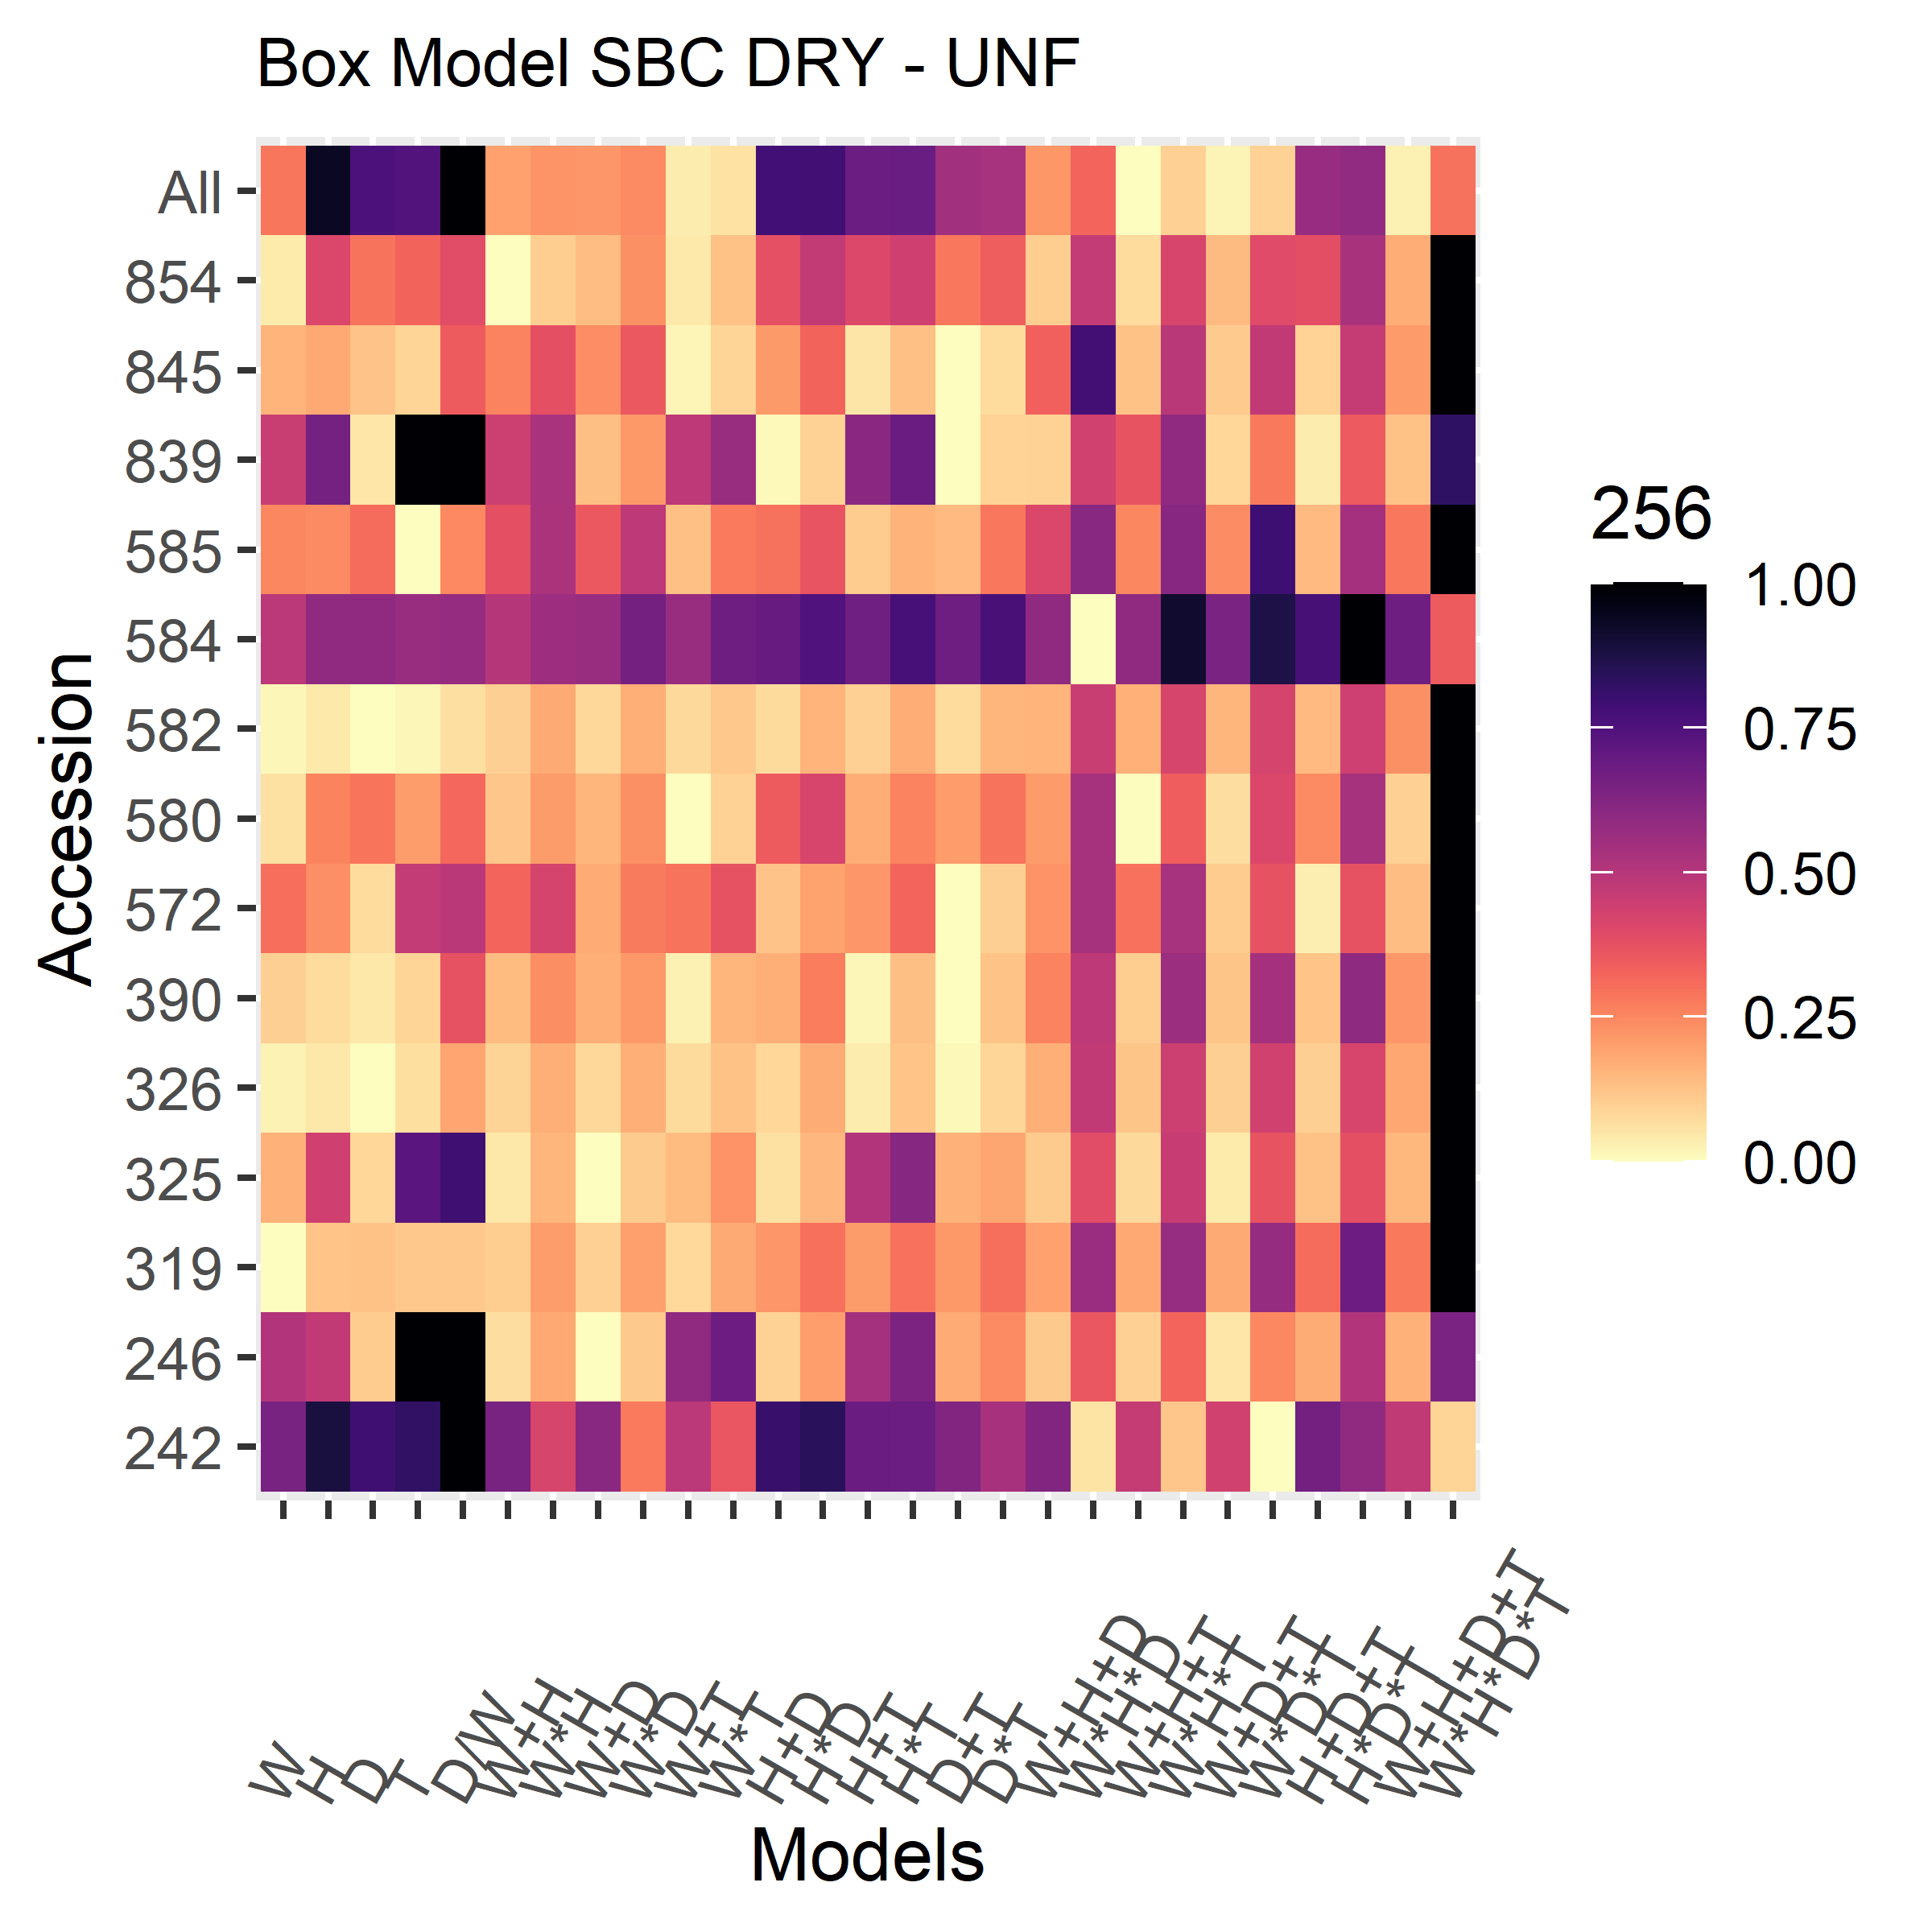 Box Model SBC DRY - UNF
Accession
All
854
845
839
585
584
582
580
572
390
326
325
319
246
242
256
1.00
0.75
0.50
0.25
0.00
W
H
D
T
D/W
W+H
W*H
W+D
W*D
W+T
W*T
H+D
H*D
H+T
H*T
D+T
D*T
W+H+D
W*H*D
W+H+T
W*H*T
W+D+T
W*D*T
H+D+T
H*D*T
W+H+D+T
W*H*D*T
Models